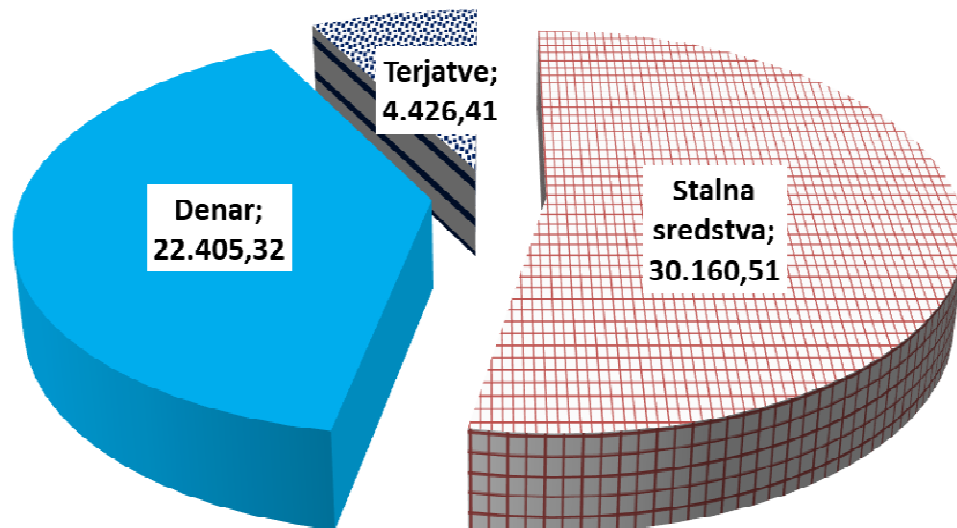 Terjatve;
4.426,41
Denar;
22.405,32
Stalna
sredstva;
30.160,51